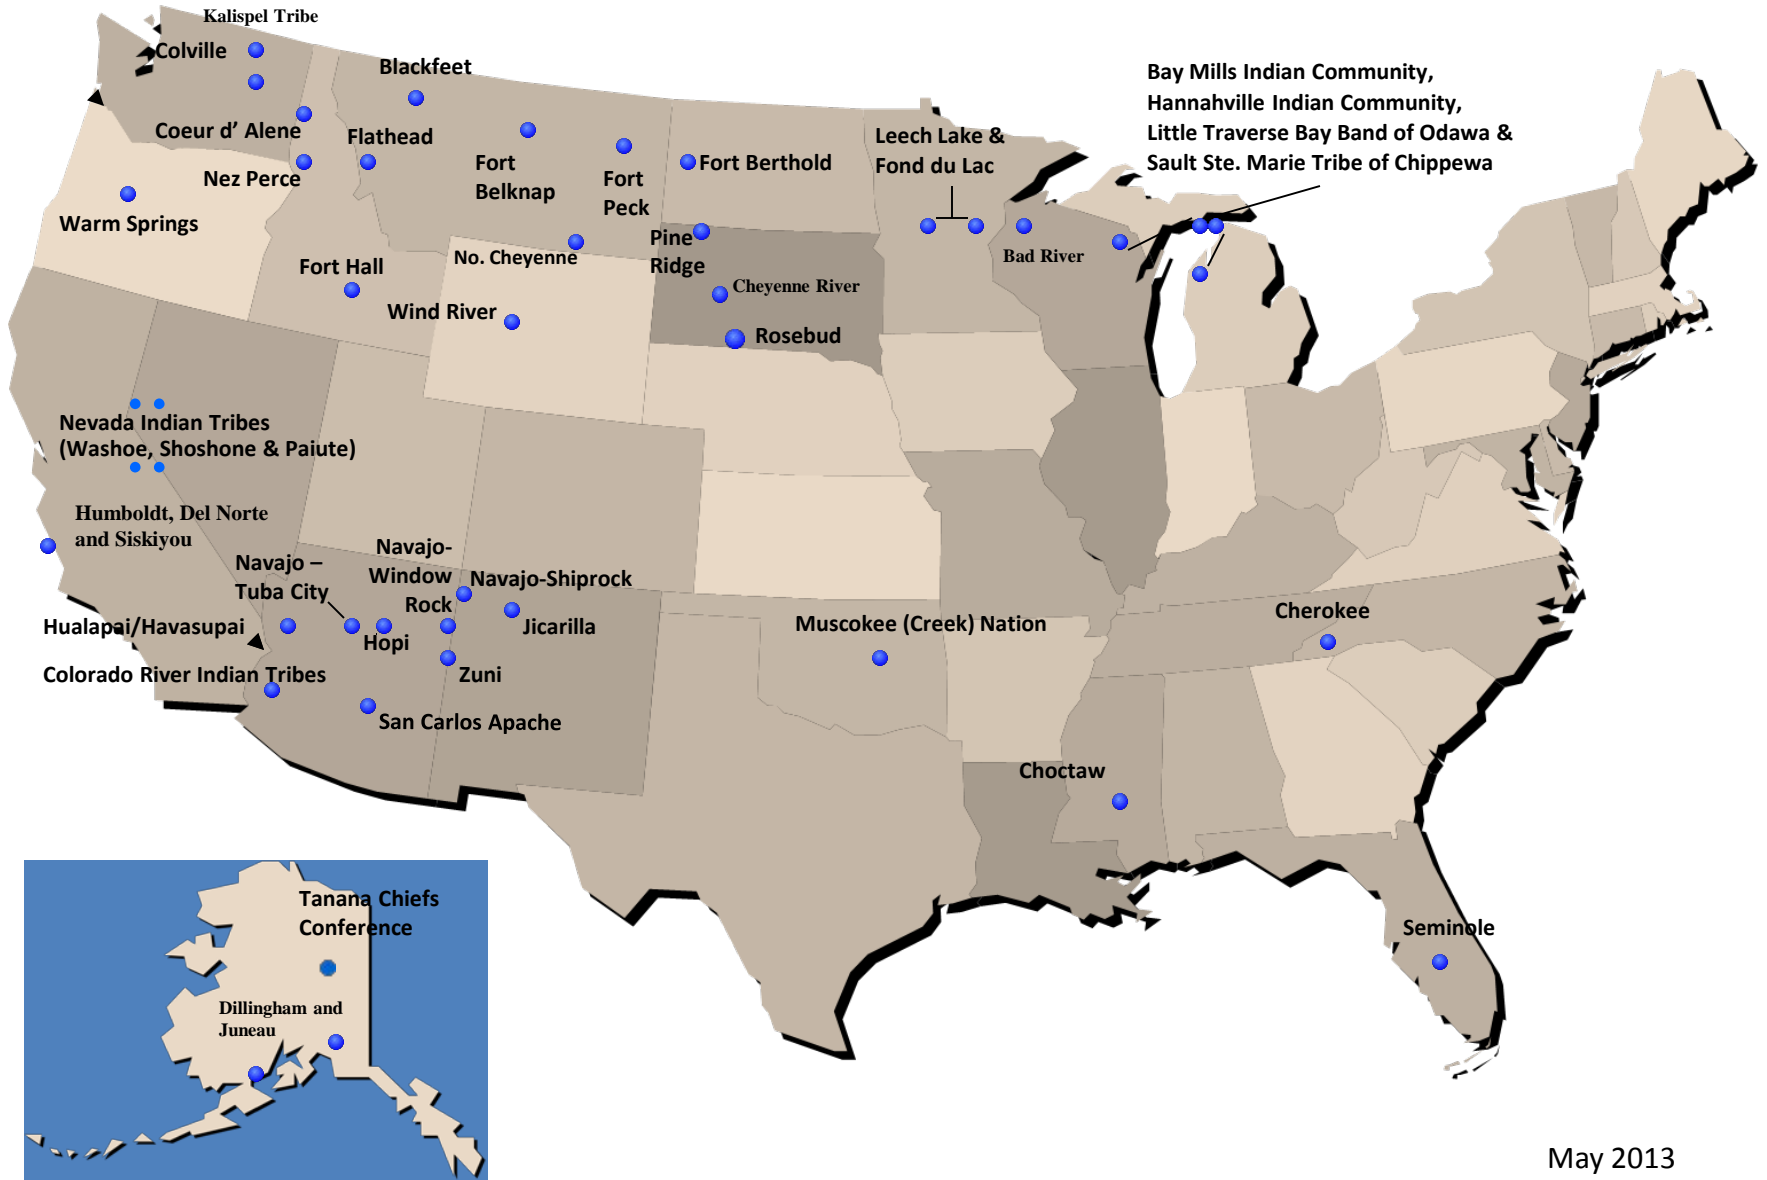 Kalispel Tribe
Colville
Blackfeet
Bay Mills Indian Community,
Hannahville Indian Community,
Little Traverse Bay Band of Odawa &
Sault Ste. Marie Tribe of Chippewa
Coeur d’ Alene
Flathead
Leech Lake &
Fond du Lac
Fort
Belknap
Fort
Peck
Fort Berthold
Nez Perce
Warm Springs
Pine
Ridge
No. Cheyenne
Bad River
Fort Hall
Cheyenne River
Wind River
Rosebud
Nevada Indian Tribes
(Washoe, Shoshone & Paiute)
Humboldt, Del Norte
and Siskiyou
Navajo –
Tuba City
Navajo-
Window
Rock
Navajo-Shiprock
Hualapai/Havasupai
Hopi
Jicarilla
Muscokee (Creek) Nation
Cherokee
Colorado River Indian Tribes
Zuni
San Carlos Apache
Choctaw
Tanana Chiefs
Conference
Seminole
Dillingham and
Juneau
May 2013